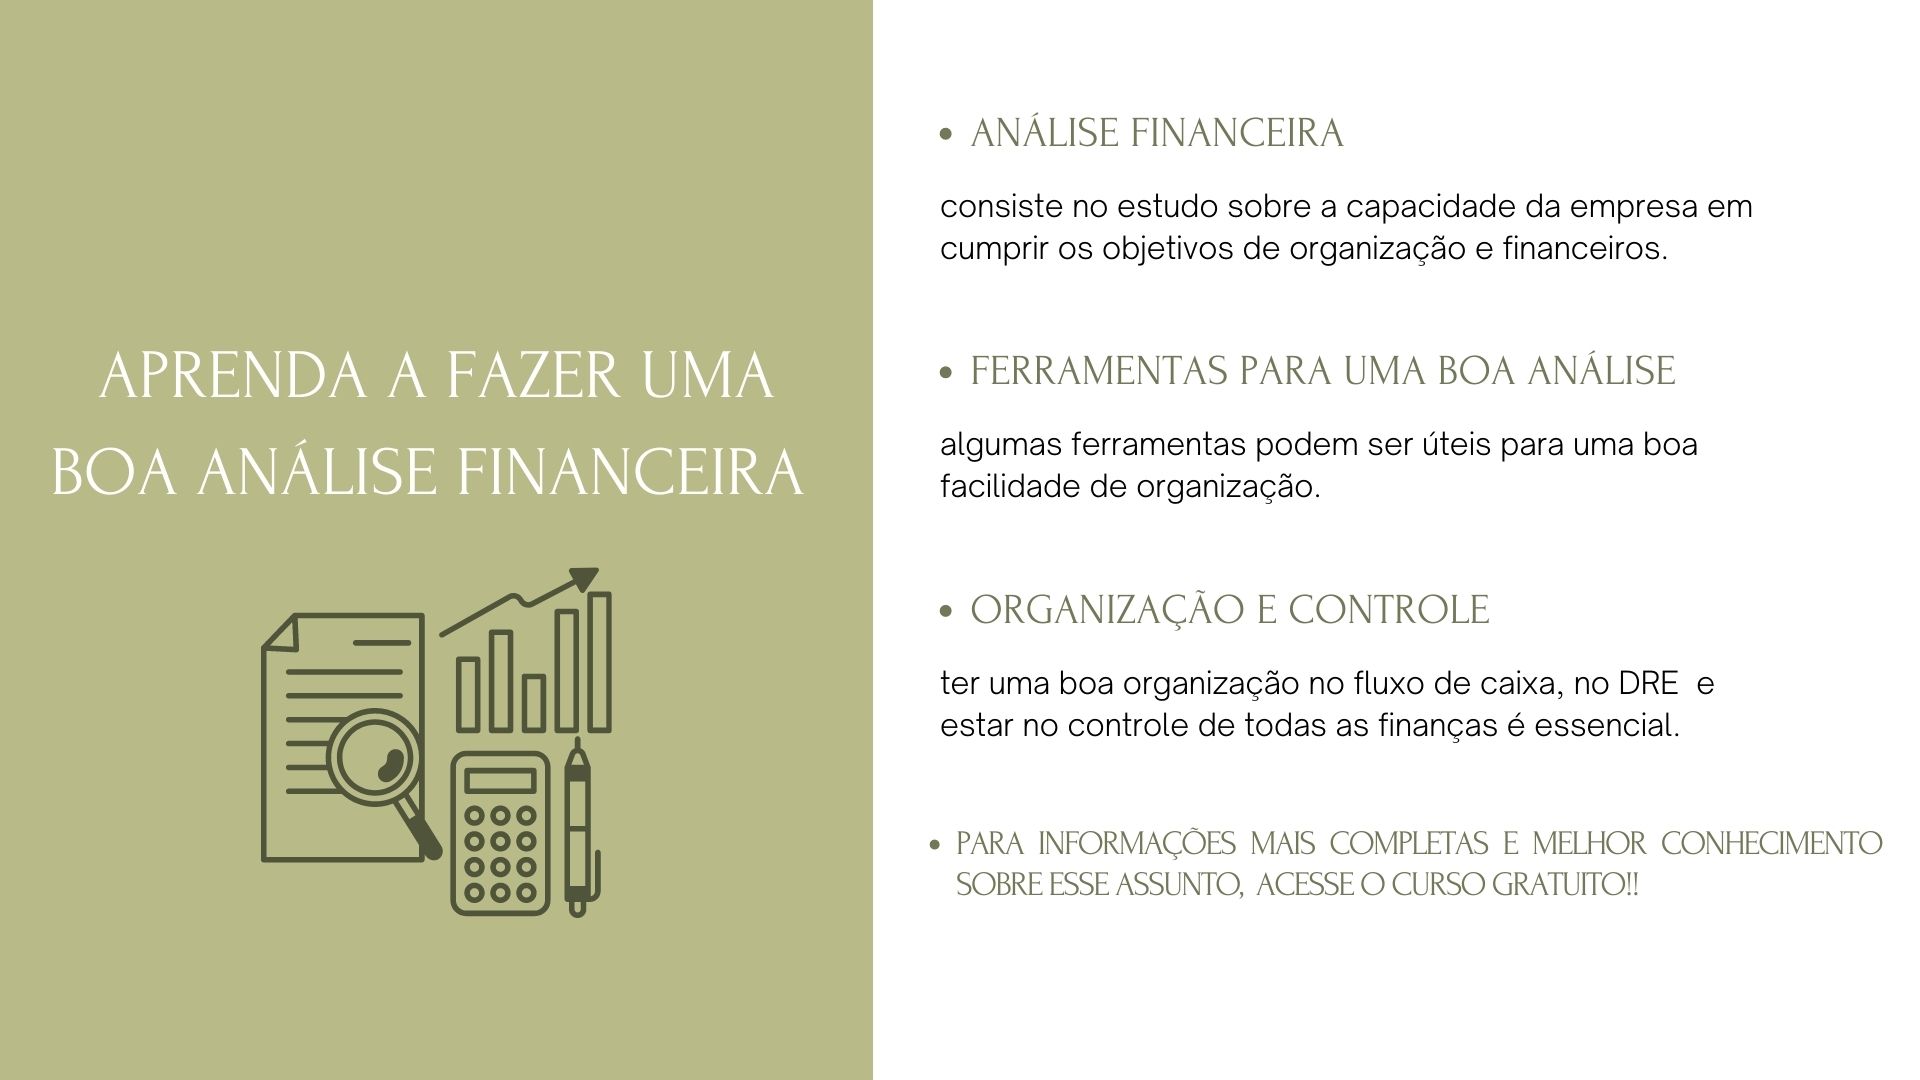 APRENDA A FAZER UMA
BOA ANÁLISE FINANCEIRA
• ANÁLISE FINANCEIRA
consiste no estudo sobre a capacidade da empresa em
cumprir os objetivos de organização e financeiros.
• FERRAMENTAS PARA UMA BOA ANÁLISE
algumas ferramentas podem ser úteis para uma boa
facilidade de organização.
• ORGANIZAÇÃO E CONTROLE
ter uma boa organização no fluxo de caixa, no DRE  e
estar no controle de todas as finanças é essencial.
• PARA INFORMAÇÕES MAIS COMPLETAS E MELHOR CONHECIMENTO
SOBRE ESSE ASSUNTO,  ACESSE O CURSO GRATUITO!!